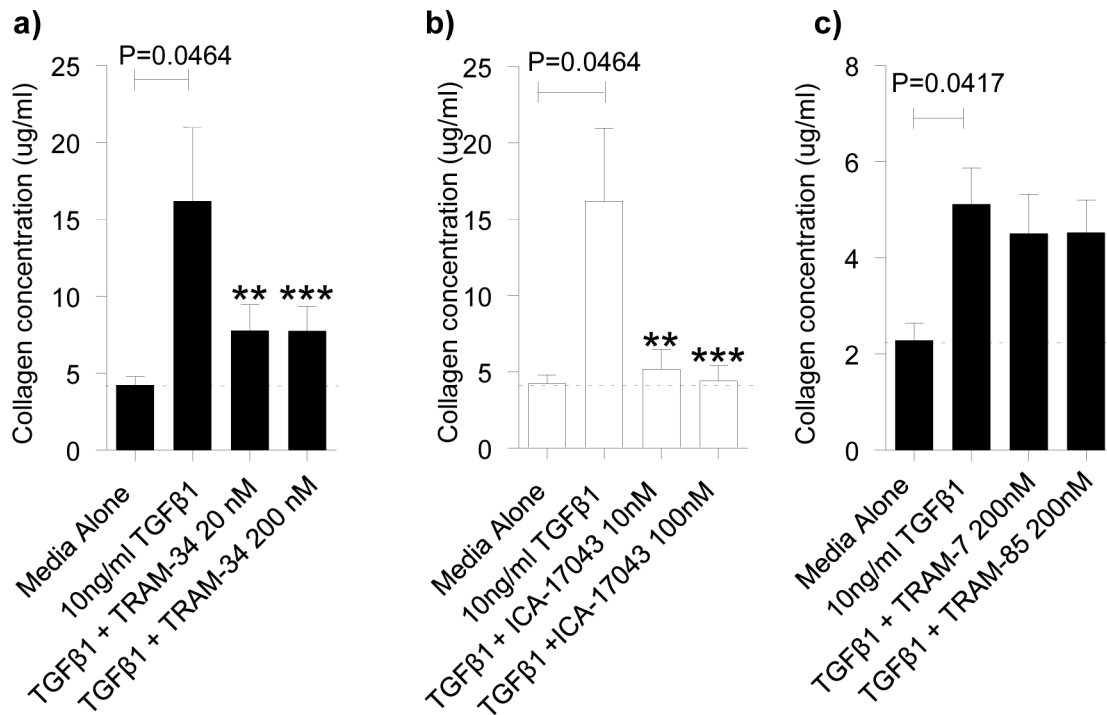 a)
P=0.0464
Collagen concentration (ug/ml)
25
20
15
10
5
0
**
***
Media Alone
10ng/ml TGFβ1
TGFβ1 + TRAM-34 20 nM
TGFβ1 + TRAM-34 200 nM
b)
P=0.0464
Collagen concentration (ug/ml)
25
20
15
10
5
0
**
***
Media Alone
10ng/ml TGFβ1
TGFβ1 + ICA-17043 10nM
TGFβ1 +ICA-17043 100nM
c)
P=0.0417
Collagen concentration (ug/ml)
8
6
4
2
0
Media Alone
10ng/ml TGFβ1
TGFβ1 + TRAM-7 200nM
TGFβ1 + TRAM-85 200nM